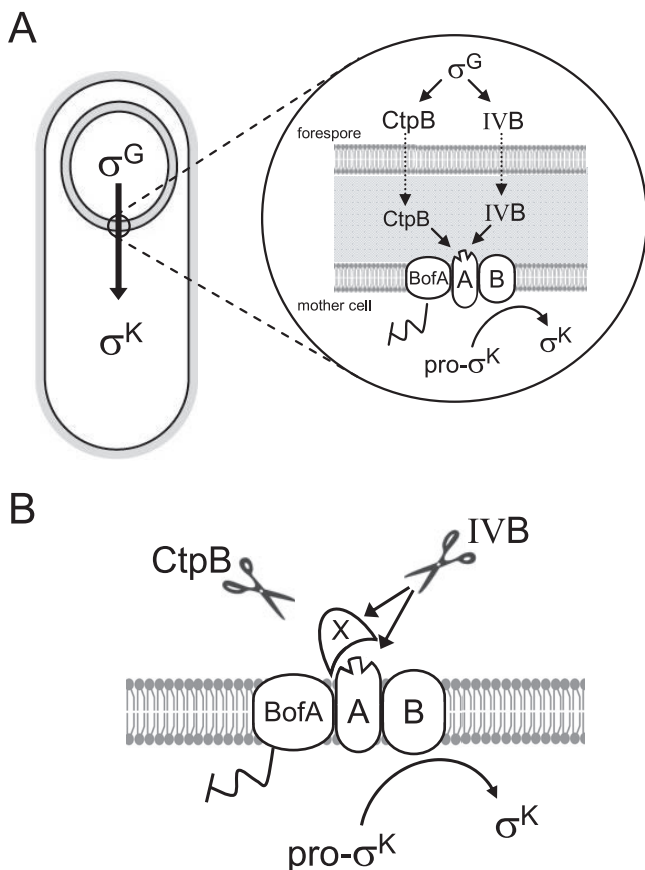 A
σG
σK
σG
CtpB IVB
forespore
CtpB IVB
BofA A B
mother cell
pro-σK σK
B
CtpB IVB
X
BofA A B
pro-σK σK